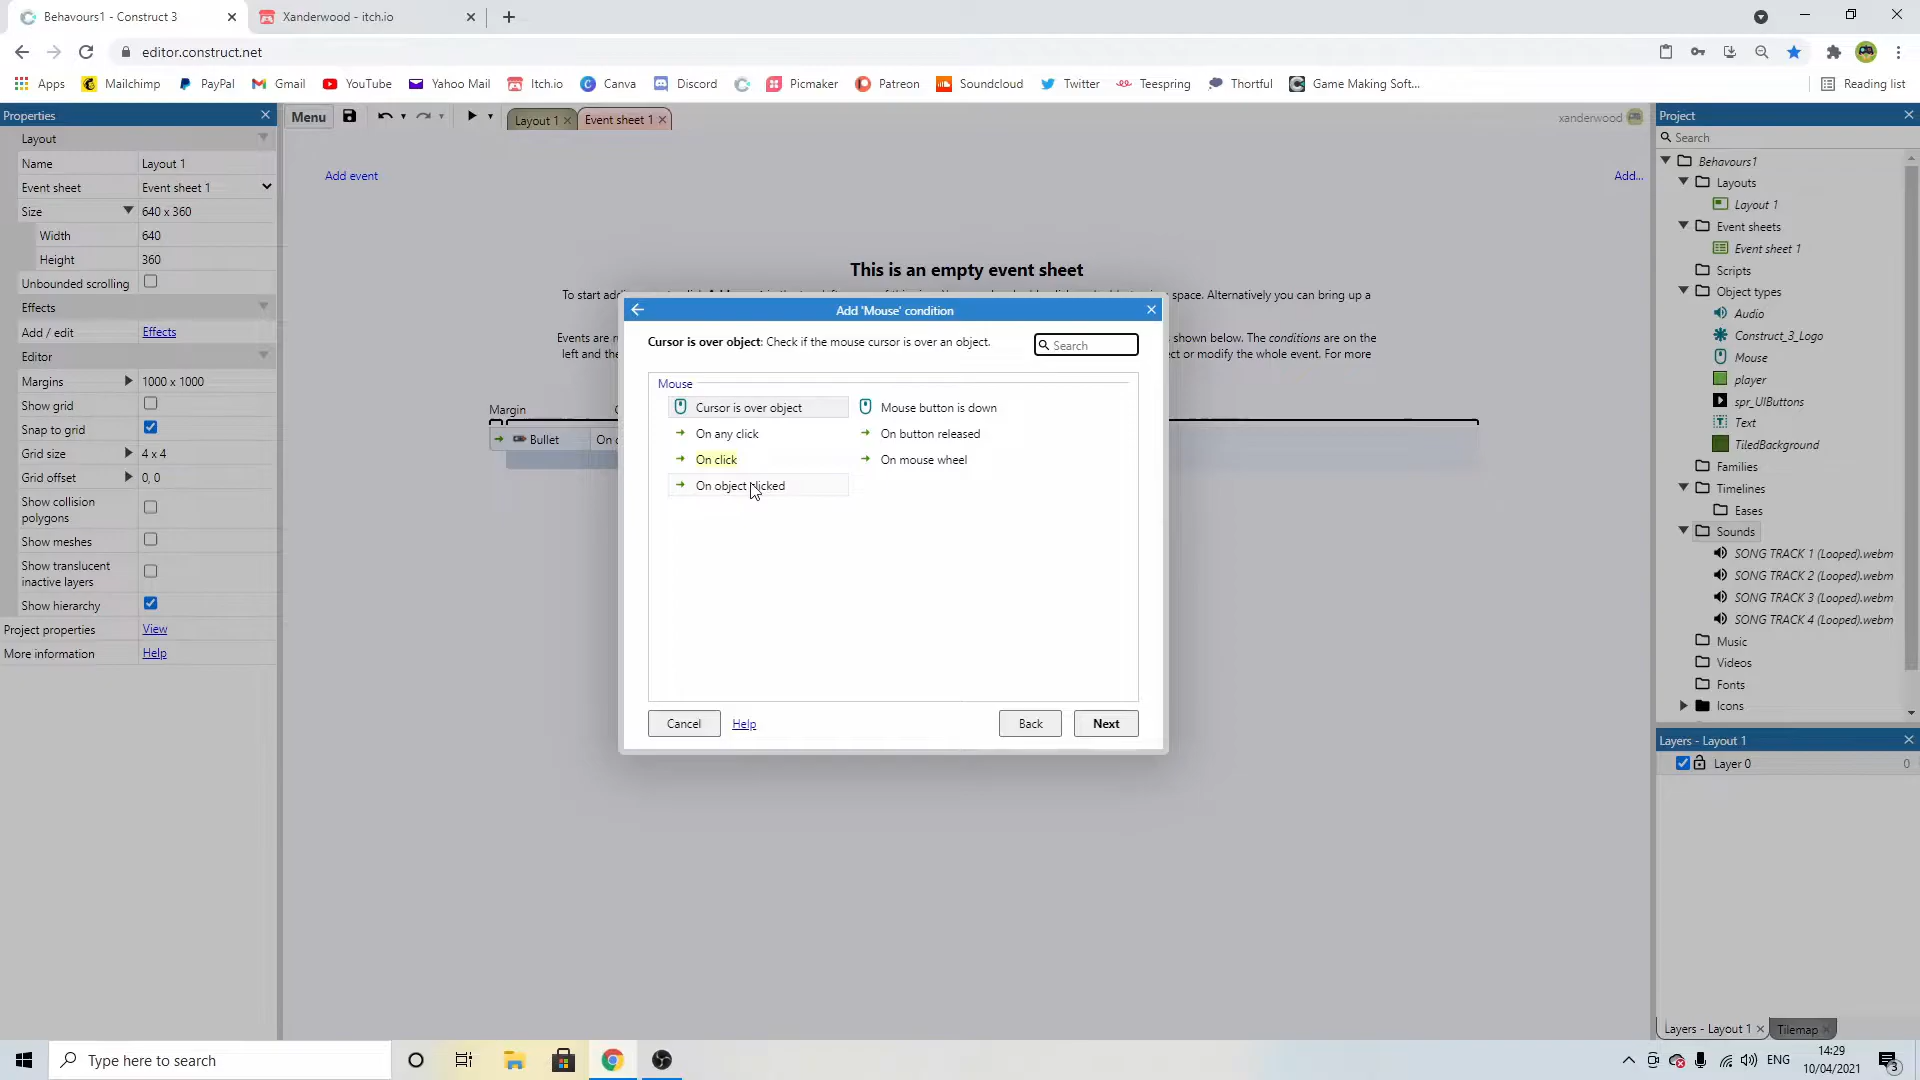 Behavours1 - Construct 3
Xanderwood - itch.io
editor.construct.net
Apps
Mailchimp
PayPal
Gmail
YouTube
Yahoo Mail
Itch.io
Canva
Discord
Picmaker
Patreon
Soundcloud
Twitter
Teespring
Thortful
Game Making Soft...
Reading list
Properties
Menu
Layout 1
Event sheet 1
xanderwood
Project
Layout
Name Layout 1
Event sheet Event sheet 1
Size 640 x 360
Width 640
Height 360
Unbounded scrolling
Effects
Add / edit Effects
Editor
Margins 1000 x 1000
Show grid
Snap to grid
Grid size 4 x 4
Grid offset 0, 0
Show collision
polygons
Show meshes
Show translucent
inactive layers
Show hierarchy
Project properties View
More information Help
Add event
Add...
This is an empty event sheet
space. Alternatively you can bring up a
Events are
shown below. The conditions are on the
left and the
ct or modify the whole event. For more
Margin
Bullet
Add 'Mouse' condition
Cursor is over object: Check if the mouse cursor is over an object.
Search
Mouse
Cursor is over object
Mouse button is down
On any click
On button released
On click
On mouse wheel
On object clicked
Cancel
Help
Back
Next
Search
Behavours1
Layouts
Layout 1
Event sheets
Event sheet 1
Scripts
Object types
Audio
Construct_3_Logo
Mouse
player
spr_UIButtons
Text
TiledBackground
Families
Timelines
Eases
Sounds
SONG TRACK 1 (Looped).webm
SONG TRACK 2 (Looped).webm
SONG TRACK 3 (Looped).webm
SONG TRACK 4 (Looped).webm
Music
Videos
Fonts
Icons
Layers - Layout 1
Layer 0 0
Layers - Layout 1
Tilemap
Type here to search
ENG
14:29
10/04/2021
3